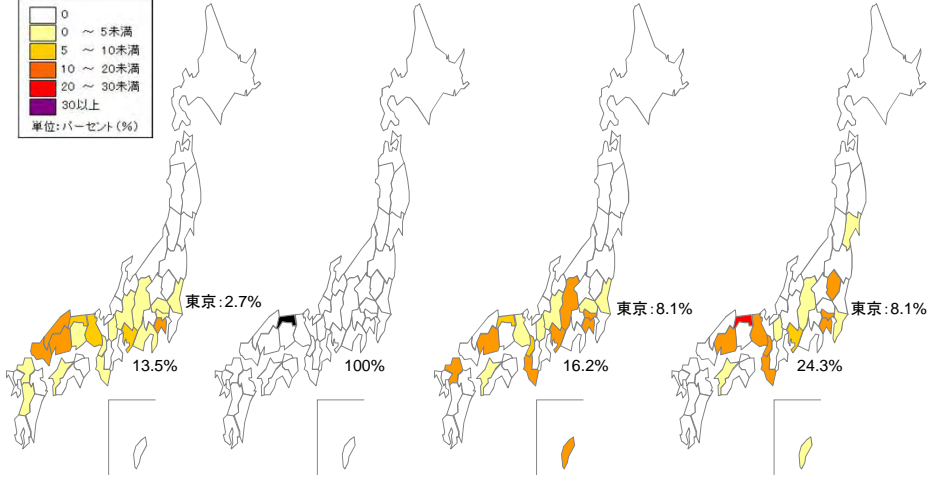 0
0 ～ 5未満
5 ～ 10未満
10 ～ 20未満
20 ～ 30未満
30以上
単位:パーセント(%)
東京:2.7%
13.5%
100%
東京:8.1%
16.2%
東京:8.1%
24.3%